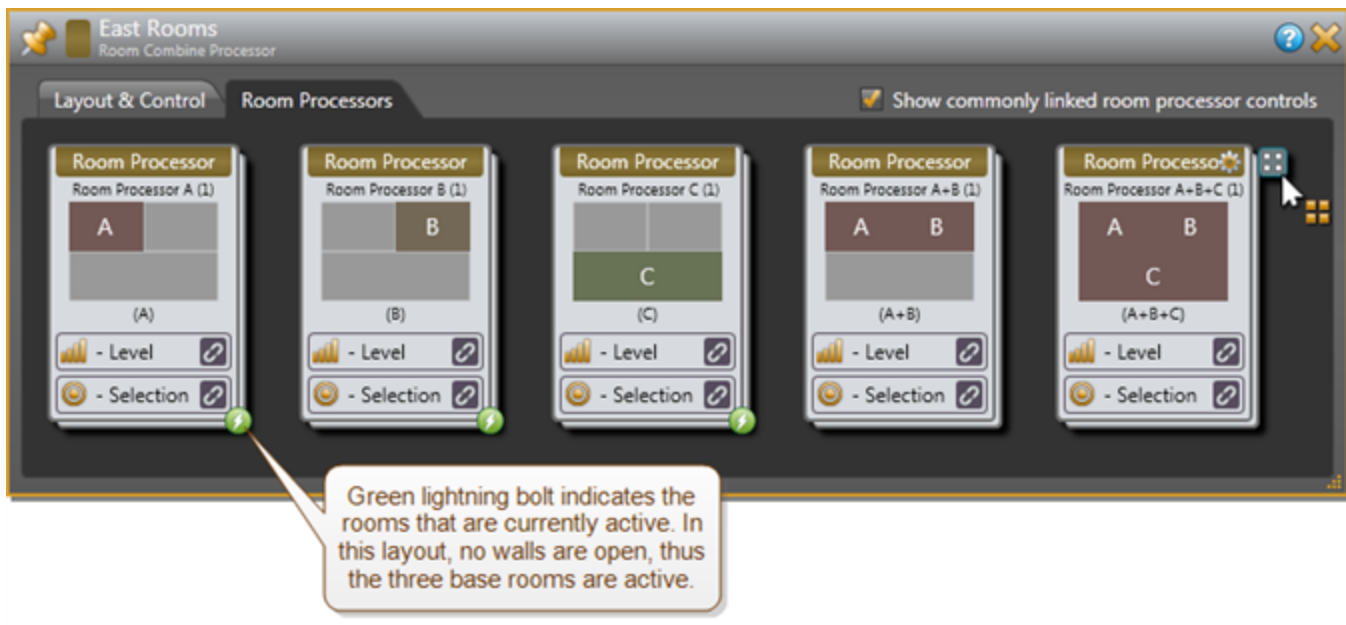 East Rooms
Room Combine Processor
Layout & Control
Room Processors
Show commonly linked room processor controls
Room Processor
Room Processor A (1)
A
(A)
- Level
- Selection
Room Processor
Room Processor B (1)
B
(B)
- Level
- Selection
Room Processor
Room Processor C (1)
C
(C)
- Level
- Selection
Room Processor
Room Processor A+B (1)
A B
(A+B)
- Level
- Selection
Room Processo
Room Processor A+B+C (1)
A B
C
(A+B+C)
- Level
- Selection
Green lightning bolt indicates the
rooms that are currently active. In
this layout, no walls are open, thus
the three base rooms are active.